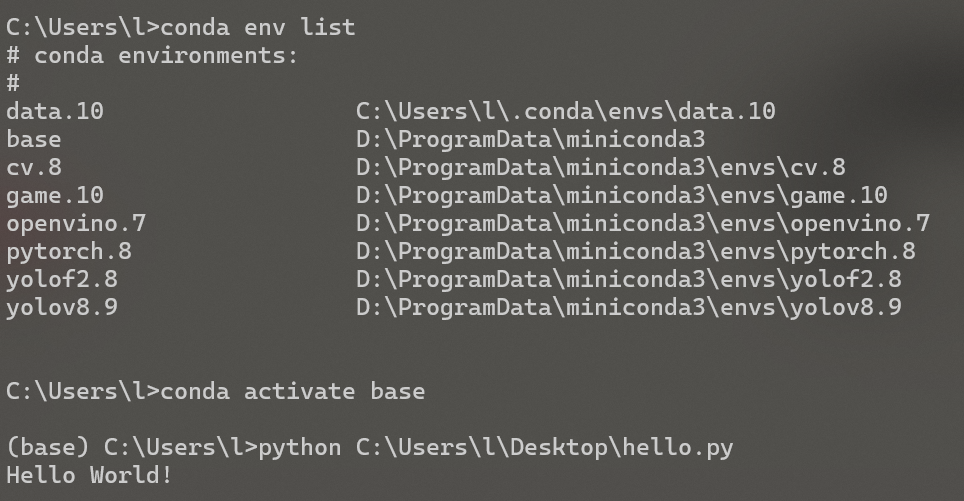 C:\Users\l>conda env list
# conda environments:
#
data.10                  C:\Users\l\.conda\envs\data.10
base                     D:\ProgramData\miniconda3
cv.8                     D:\ProgramData\miniconda3\envs\cv.8
game.10                  D:\ProgramData\miniconda3\envs\game.10
openvino.7               D:\ProgramData\miniconda3\envs\openvino.7
pytorch.8                D:\ProgramData\miniconda3\envs\pytorch.8
yolof2.8                 D:\ProgramData\miniconda3\envs\yolof2.8
yolov8.9                 D:\ProgramData\miniconda3\envs\yolov8.9
C:\Users\l>conda activate base
(base) C:\Users\l>python C:\Users\l\Desktop\hello.py
Hello World!